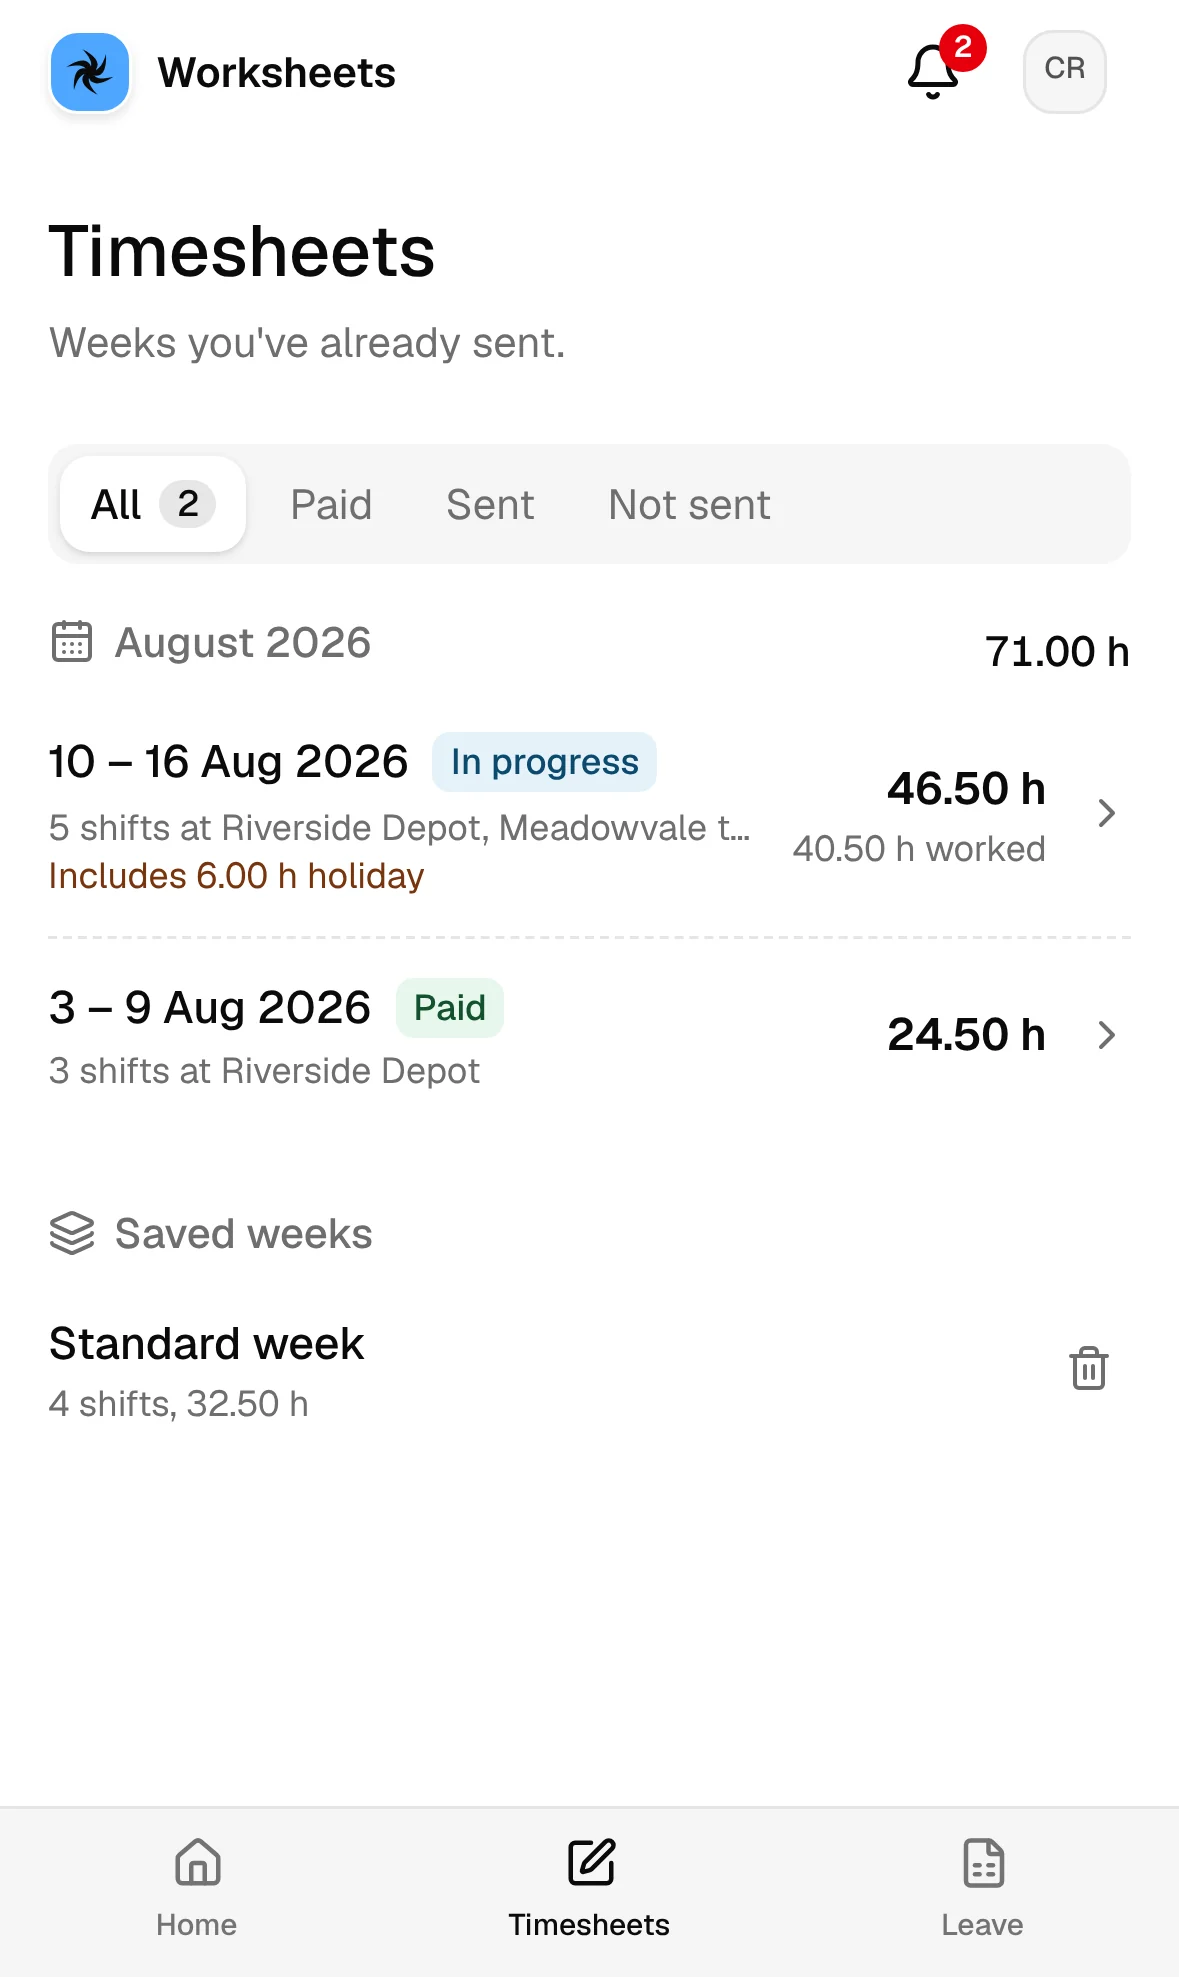 Worksheets
2
CR
Timesheets
Weeks you've already sent.
All 2 Paid Sent Not sent
August 2026
71.00 h
10 – 16 Aug 2026 In progress
46.50 h
5 shifts at Riverside Depot, Meadowvale t...
40.50 h worked
Includes 6.00 h holiday
3 – 9 Aug 2026 Paid
24.50 h
3 shifts at Riverside Depot
Saved weeks
Standard week
4 shifts, 32.50 h
Home Timesheets Leave